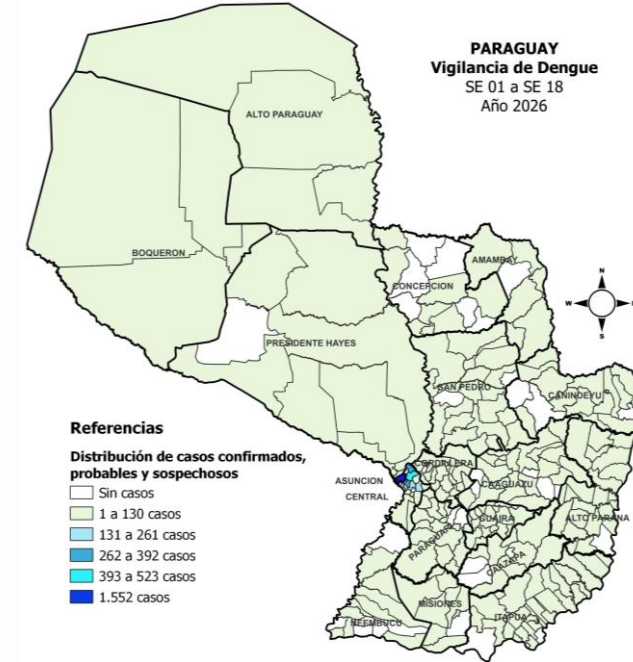 PARAGUAY
Vigilancia de Dengue
SE 01 a SE 18
Año 2026
ALTO PARAGUAY
BOQUERON
CONCEPCION
AMAMBAY
N
W
S
PRESIDENTE HAYES
SAN PEDRO
CANINDEYU
Referencias
Distribución de casos confirmados,
probables y sospechosos
Sin casos
1 a 130 casos
131 a 261 casos
262 a 392 casos
393 a 523 casos
1.552 casos
ASUNCION
CENTRAL
CORDILLERA
CAAGUAZU
GUAIRA
ALTO PARANA
PARAGUARI
CAAZAPA
MISIONES
ÑEEMBUCU
ITAPUA